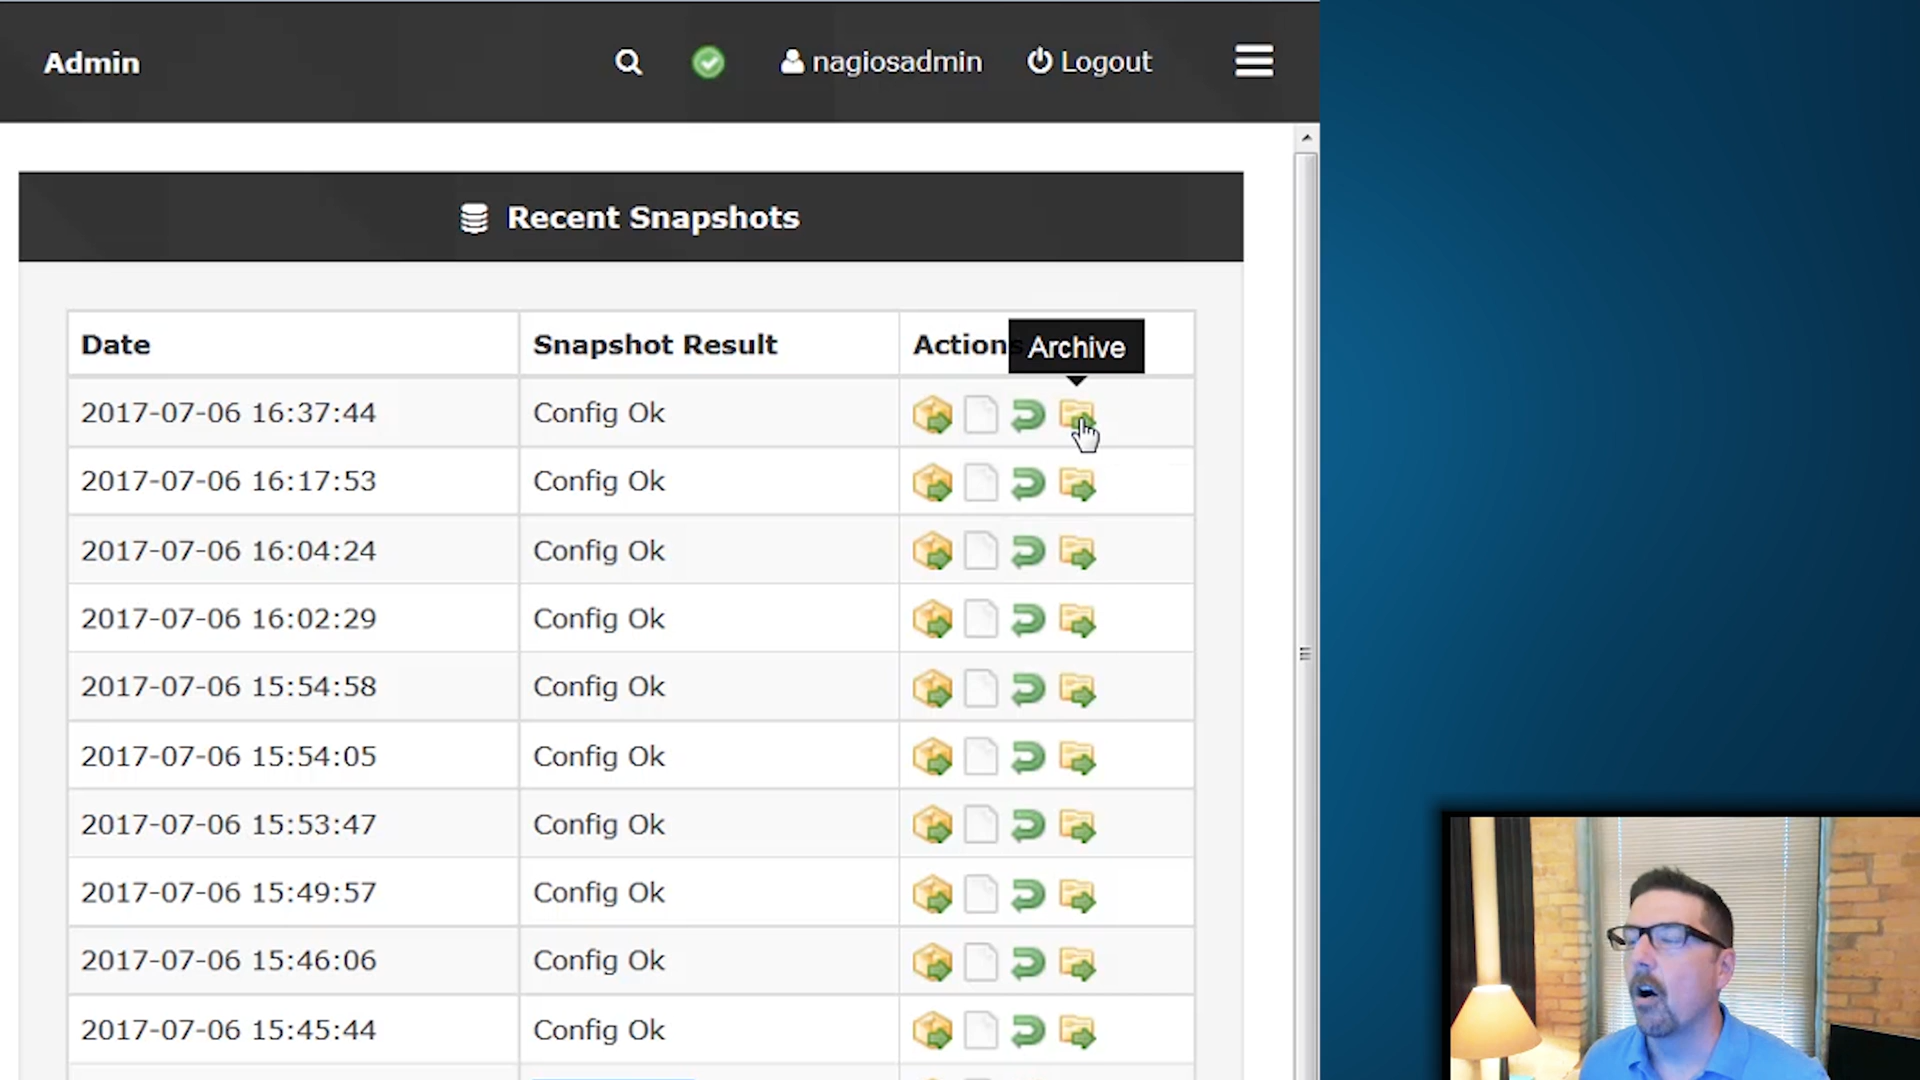 Admin nagiosadmin Logout
Recent Snapshots
Date Snapshot Result Action Archive
2017-07-06 16:37:44 Config Ok
2017-07-06 16:17:53 Config Ok
2017-07-06 16:04:24 Config Ok
2017-07-06 16:02:29 Config Ok
2017-07-06 15:54:58 Config Ok
2017-07-06 15:54:05 Config Ok
2017-07-06 15:53:47 Config Ok
2017-07-06 15:49:57 Config Ok
2017-07-06 15:46:06 Config Ok
2017-07-06 15:45:44 Config Ok